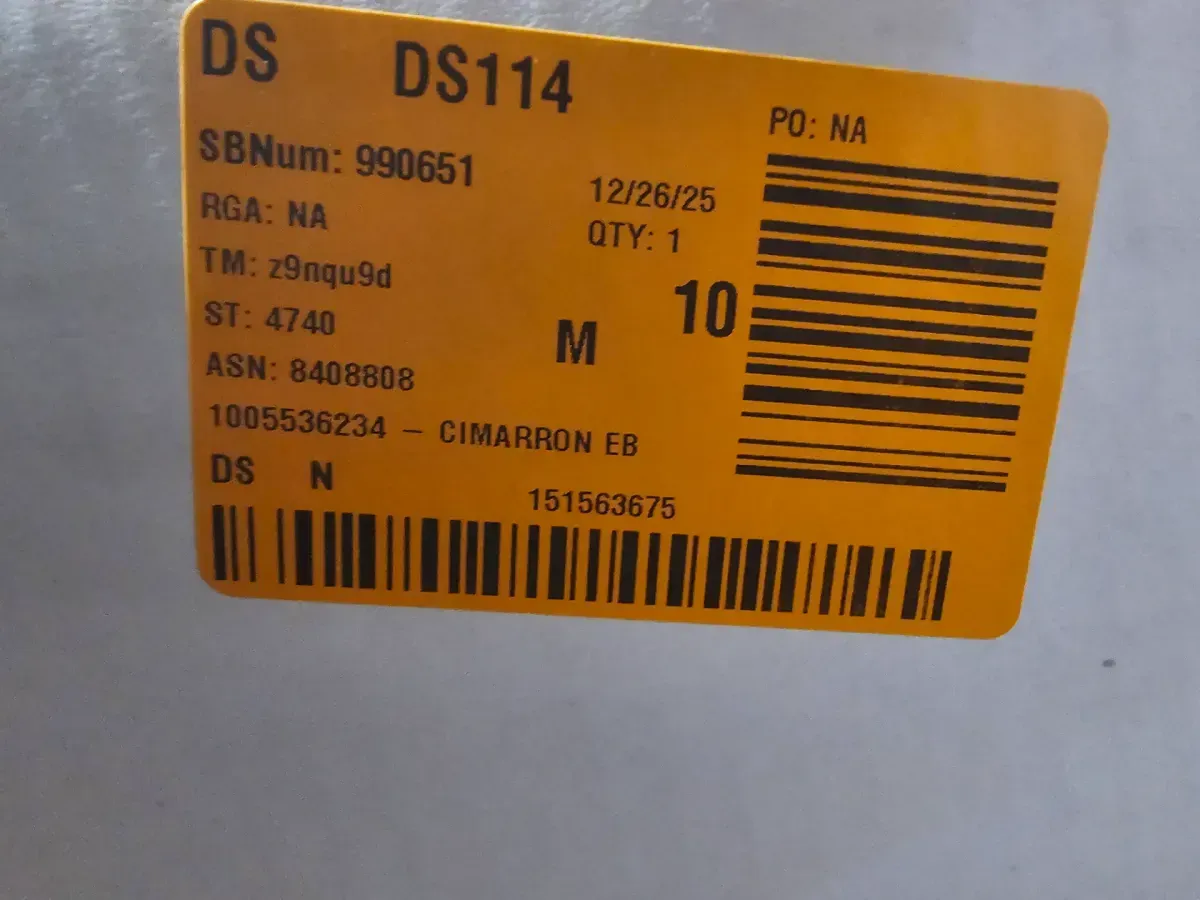 DS DS114
PO: NA
SBNum: 990651
12/26/25
RGA: NA
QTY: 1
TM: z9nqu9d
10
ST: 4740
M
ASN: 8408808
1005536234 – CIMARRON EB
DS N
151563675